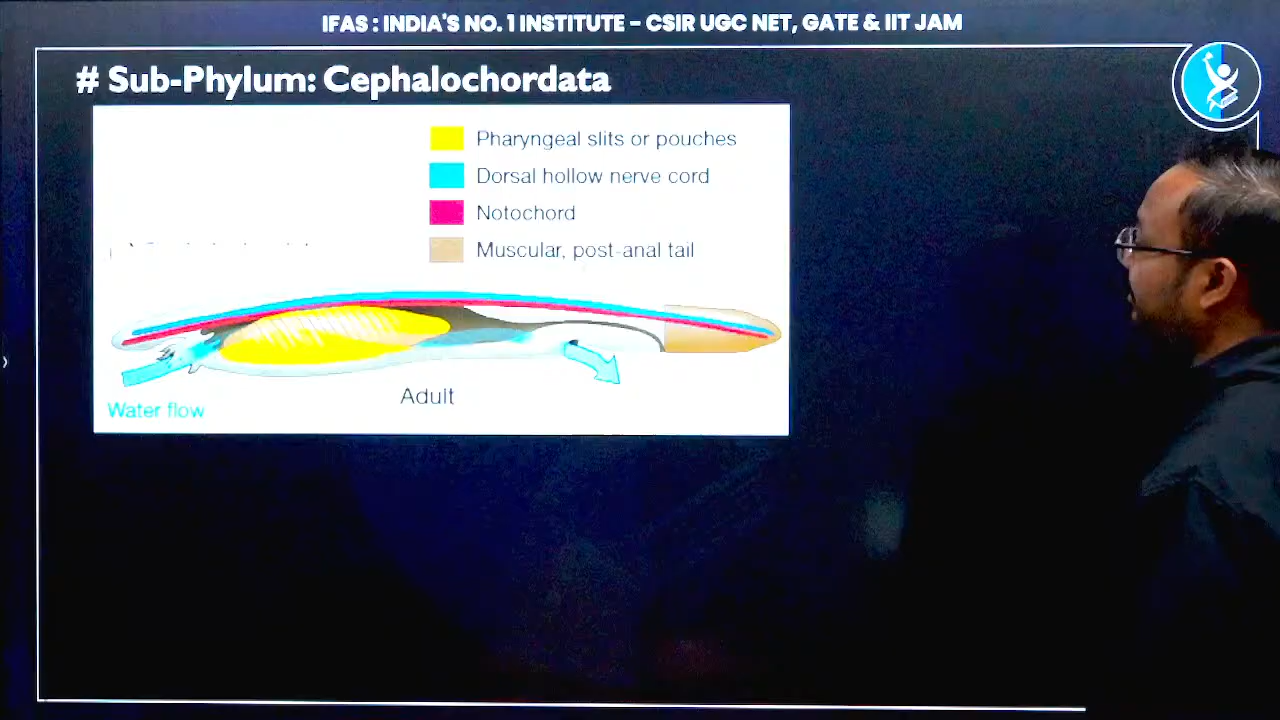 IFAS : INDIA'S NO. 1 INSTITUTE – CSIR UGC NET, GATE & IIT JAM
# Sub-Phylum: Cephalochordata
Pharyngeal slits or pouches
Dorsal hollow nerve cord
Notochord
Muscular, post-anal tail
Adult
Water flow